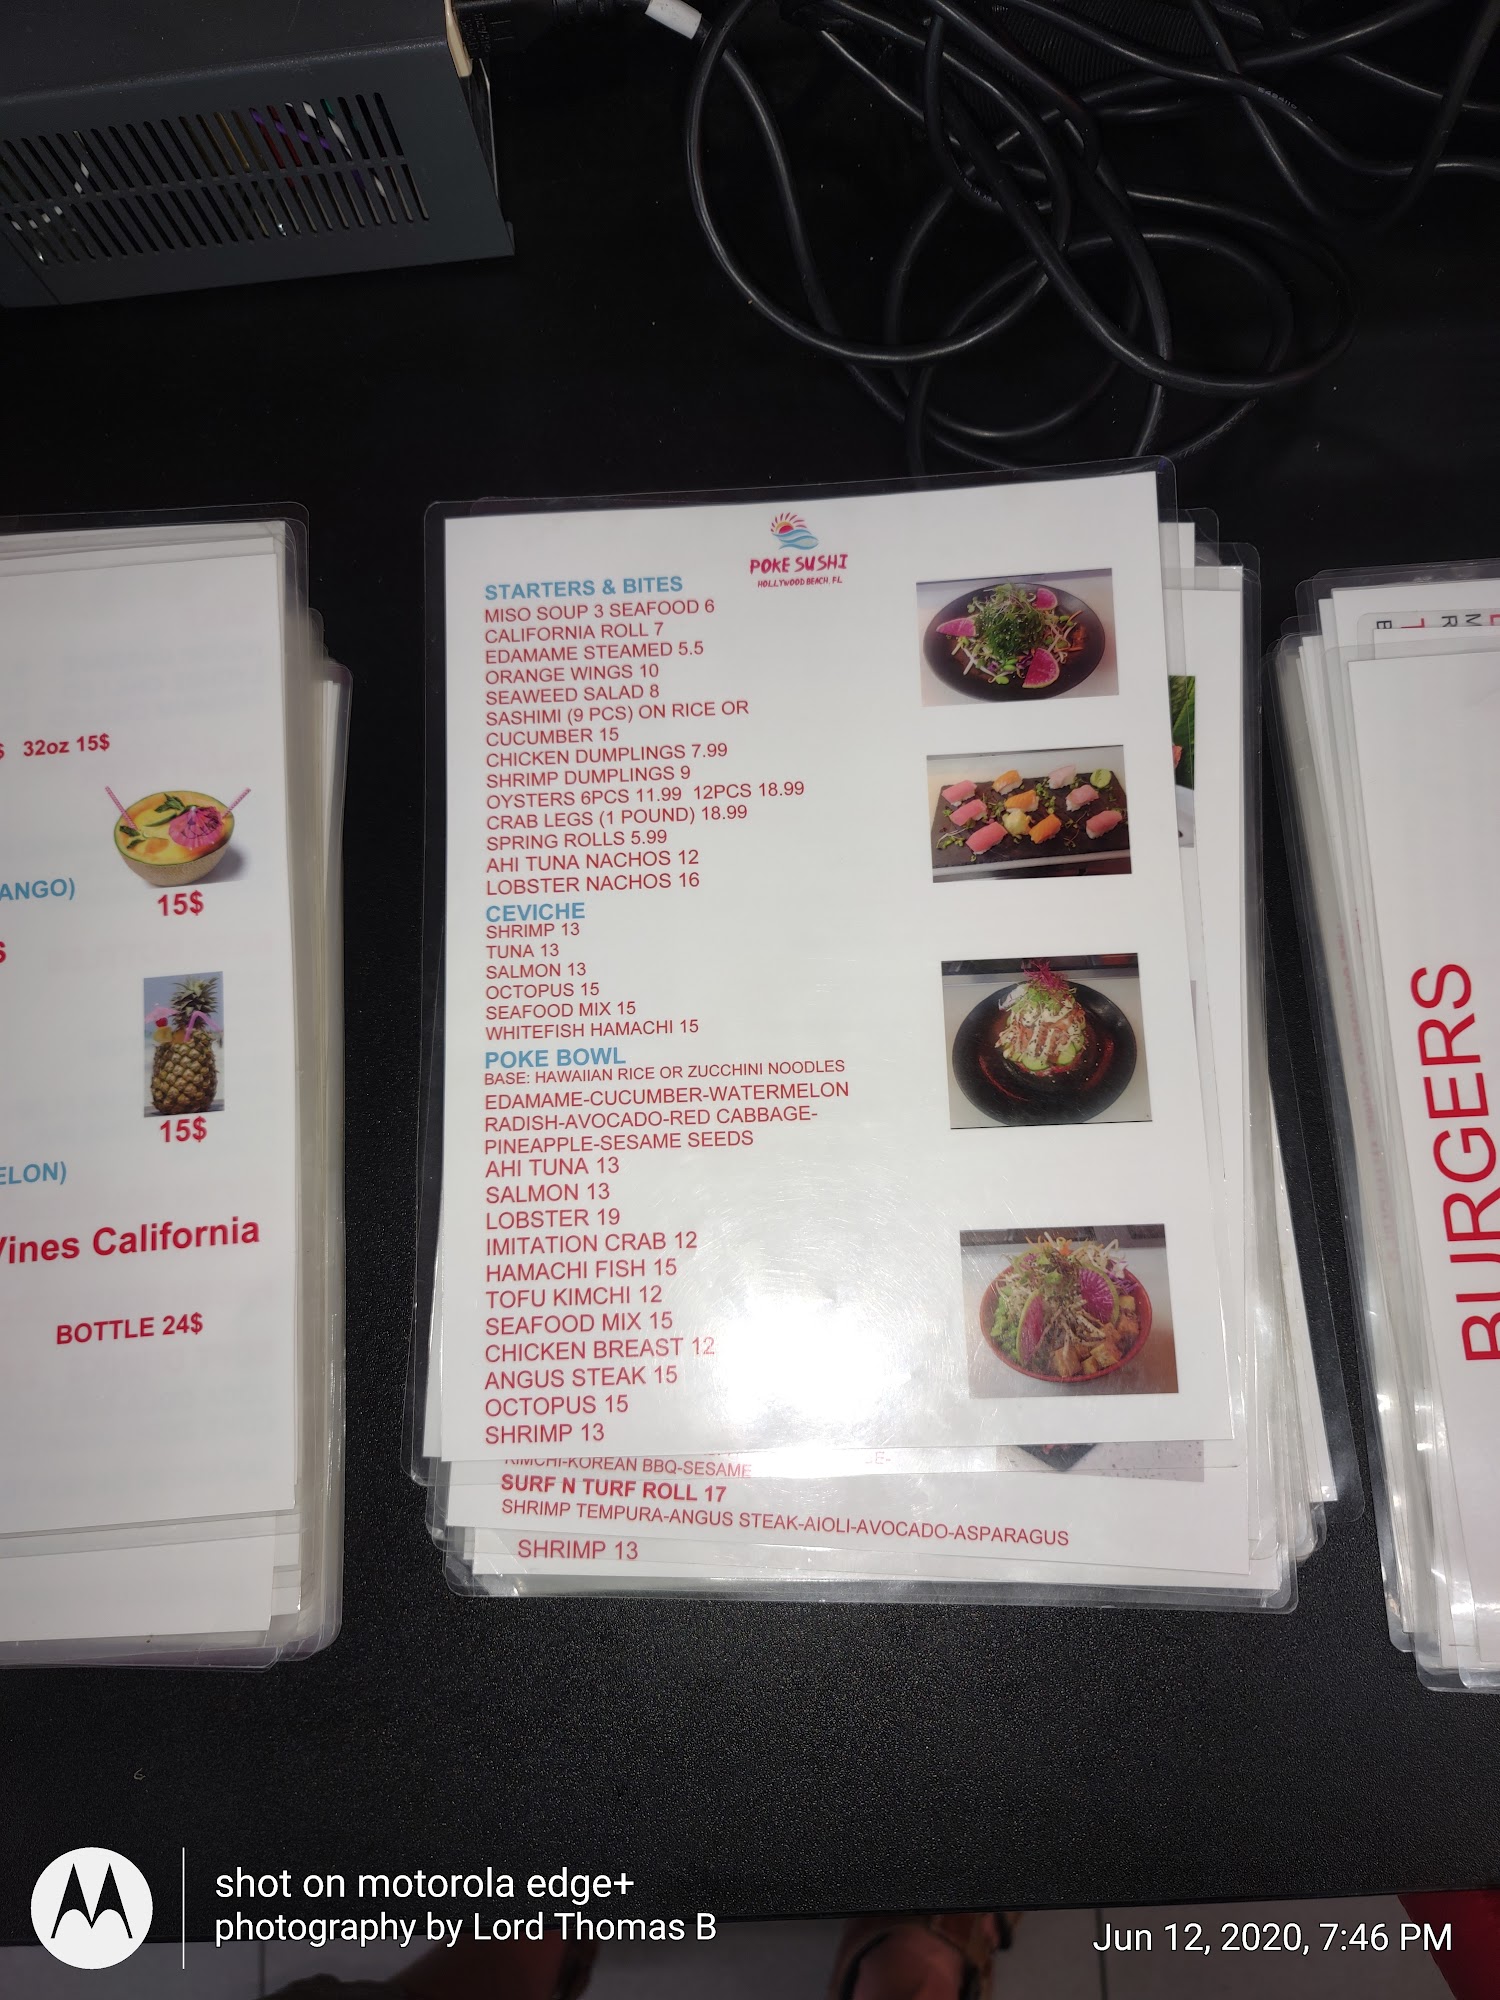 POKE SUSHI
HOLLYWOOD BEACH, FL
STARTERS & BITES
MISO SOUP 3 SEAFOOD 6
CALIFORNIA ROLL 7
EDAMAME STEAMED 5.5
ORANGE WINGS 10
SEAWEED SALAD 8
SASHIMI (9 PCS) ON RICE OR
CUCUMBER 15
CHICKEN DUMPLINGS 7.99
SHRIMP DUMPLINGS 9
OYSTERS 6PCS 11.99 12PCS 18.99
CRAB LEGS (1 POUND) 18.99
SPRING ROLLS 5.99
AHI TUNA NACHOS 12
LOBSTER NACHOS 16
CEVICHE
SHRIMP 13
TUNA 13
SALMON 13
OCTOPUS 15
SEAFOOD MIX 15
WHITEFISH HAMACHI 15
POKE BOWL
BASE: HAWAIIAN RICE OR ZUCCHINI NOODLES
EDAMAME-CUCUMBER-WATERMELON
RADISH-AVOCADO-RED CABBAGE-
PINEAPPLE-SESAME SEEDS
AHI TUNA 13
SALMON 13
LOBSTER 19
IMITATION CRAB 12
HAMACHI FISH 15
TOFU KIMCHI 12
SEAFOOD MIX 15
CHICKEN BREAST 12
ANGUS STEAK 15
OCTOPUS 15
SHRIMP 13
KIMCHI-KOREAN BBQ-SESAME
SURF N TURF ROLL 17
SHRIMP TEMPURA-ANGUS STEAK-AIOLI-AVOCADO-ASPARAGUS
SHRIMP 13
$ 32oz 15$
ANGO)
15$
$
15$
ELON)
Vines California
BOTTLE 24$
BURGERS
shot on motorola edge+
photography by Lord Thomas B
Jun 12, 2020, 7:46 PM